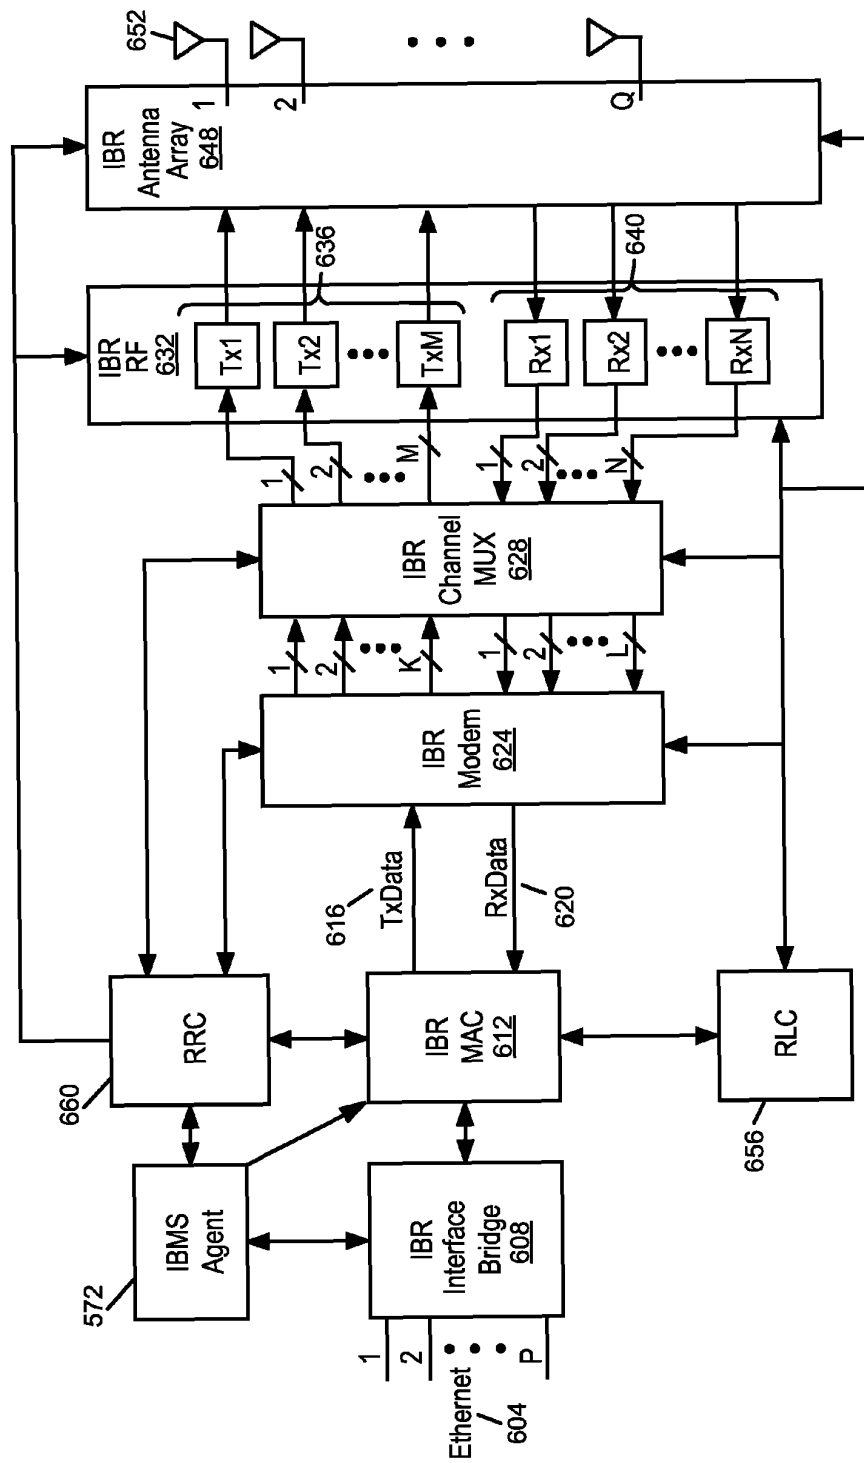 Ethernet
604
1
2
P
572
IBMS
Agent
IBR
Interface
Bridge
608
660
RRC
IBR
MAC
612
656
RLC
616
TxData
RxData
620
IBR
Modem
624
1
2
K
1
2
L
IBR
Channel
MUX
628
1
2
M
1
2
N
IBR
RF
632
Tx1
Tx2
TxM
Rx1
Rx2
RxN
636
640
IBR
Antenna
Array
648
1
2
Q
652